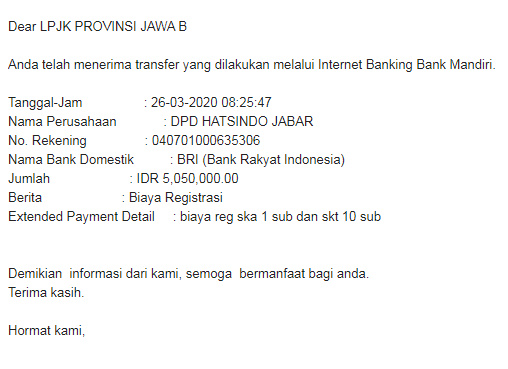 Dear LPJK PROVINSI JAWA B
Anda telah menerima transfer yang dilakukan melalui Internet Banking Bank Mandiri.
Tanggal-Jam : 26-03-2020 08:25:47
Nama Perusahaan : DPD HATSINDO JABAR
No. Rekening : 040701000635306
Nama Bank Domestik : BRI (Bank Rakyat Indonesia)
Jumlah : IDR 5,050,000.00
Berita : Biaya Registrasi
Extended Payment Detail : biaya reg ska 1 sub dan skt 10 sub
Demikian informasi dari kami, semoga bermanfaat bagi anda.
Terima kasih.
Hormat kami,